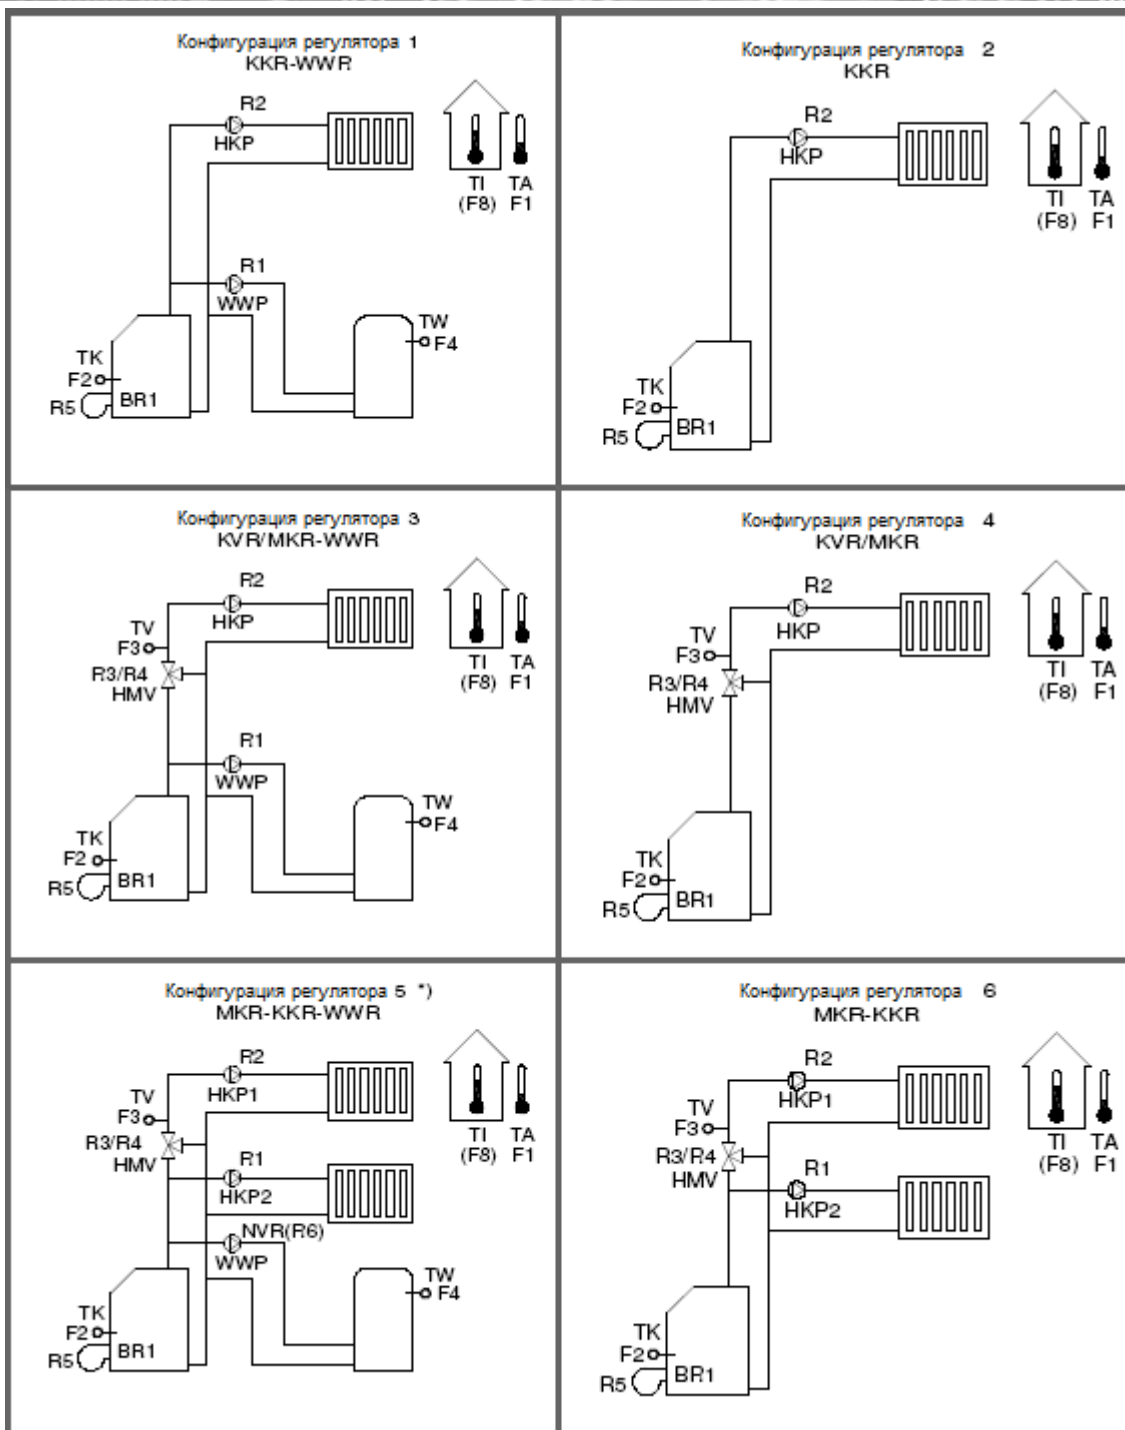 Конфигурация регулятора 1
KKR-WWR
R2
HKP
TI
(F8)
TA
F1
R1
WWP
TW
F4
TK
F2
R5
BR1
Конфигурация регулятора 2
KKR
R2
HKP
TI
(F8)
TA
F1
TK
F2
R5
BR1
Конфигурация регулятора 3
KVR/MKR-WWR
R2
HKP
TV
F3
R3/R4
HMV
TI
(F8)
TA
F1
R1
WWP
TW
F4
TK
F2
R5
BR1
Конфигурация регулятора 4
KVR/MKR
R2
HKP
TV
F3
R3/R4
HMV
TI
(F8)
TA
F1
TK
F2
R5
BR1
Конфигурация регулятора 5 *)
MKR-KKR-WWR
R2
HKP1
TV
F3
R3/R4
HMV
TI
(F8)
TA
F1
R1
HKP2
NVR(R6)
WWP
TW
F4
TK
F2
R5
BR1
Конфигурация регулятора 6
MKR-KKR
R2
HKP1
TV
F3
R3/R4
HMV
TI
(F8)
TA
F1
R1
HKP2
TK
F2
R5
BR1